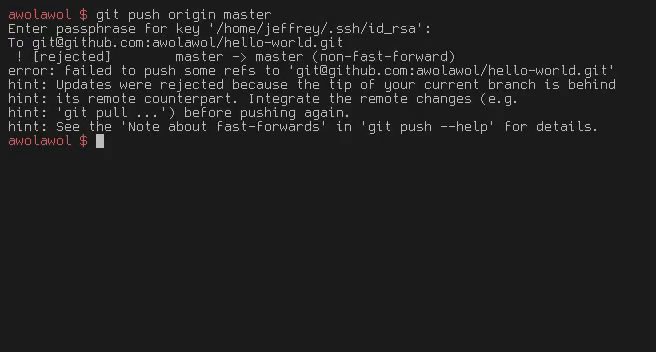 awolawol $ git push origin master
Enter passphrase for key '/home/jeffrey/.ssh/id_rsa':
To git@github.com:awolawol/hello-world.git
 ! [rejected]        master -> master (non-fast-forward)
error: failed to push some refs to 'git@github.com:awolawol/hello-world.git'
hint: Updates were rejected because the tip of your current branch is behind
hint: its remote counterpart. Integrate the remote changes (e.g.
hint: 'git pull ...') before pushing again.
hint: See the 'Note about fast-forwards' in 'git push --help' for details.
awolawol $